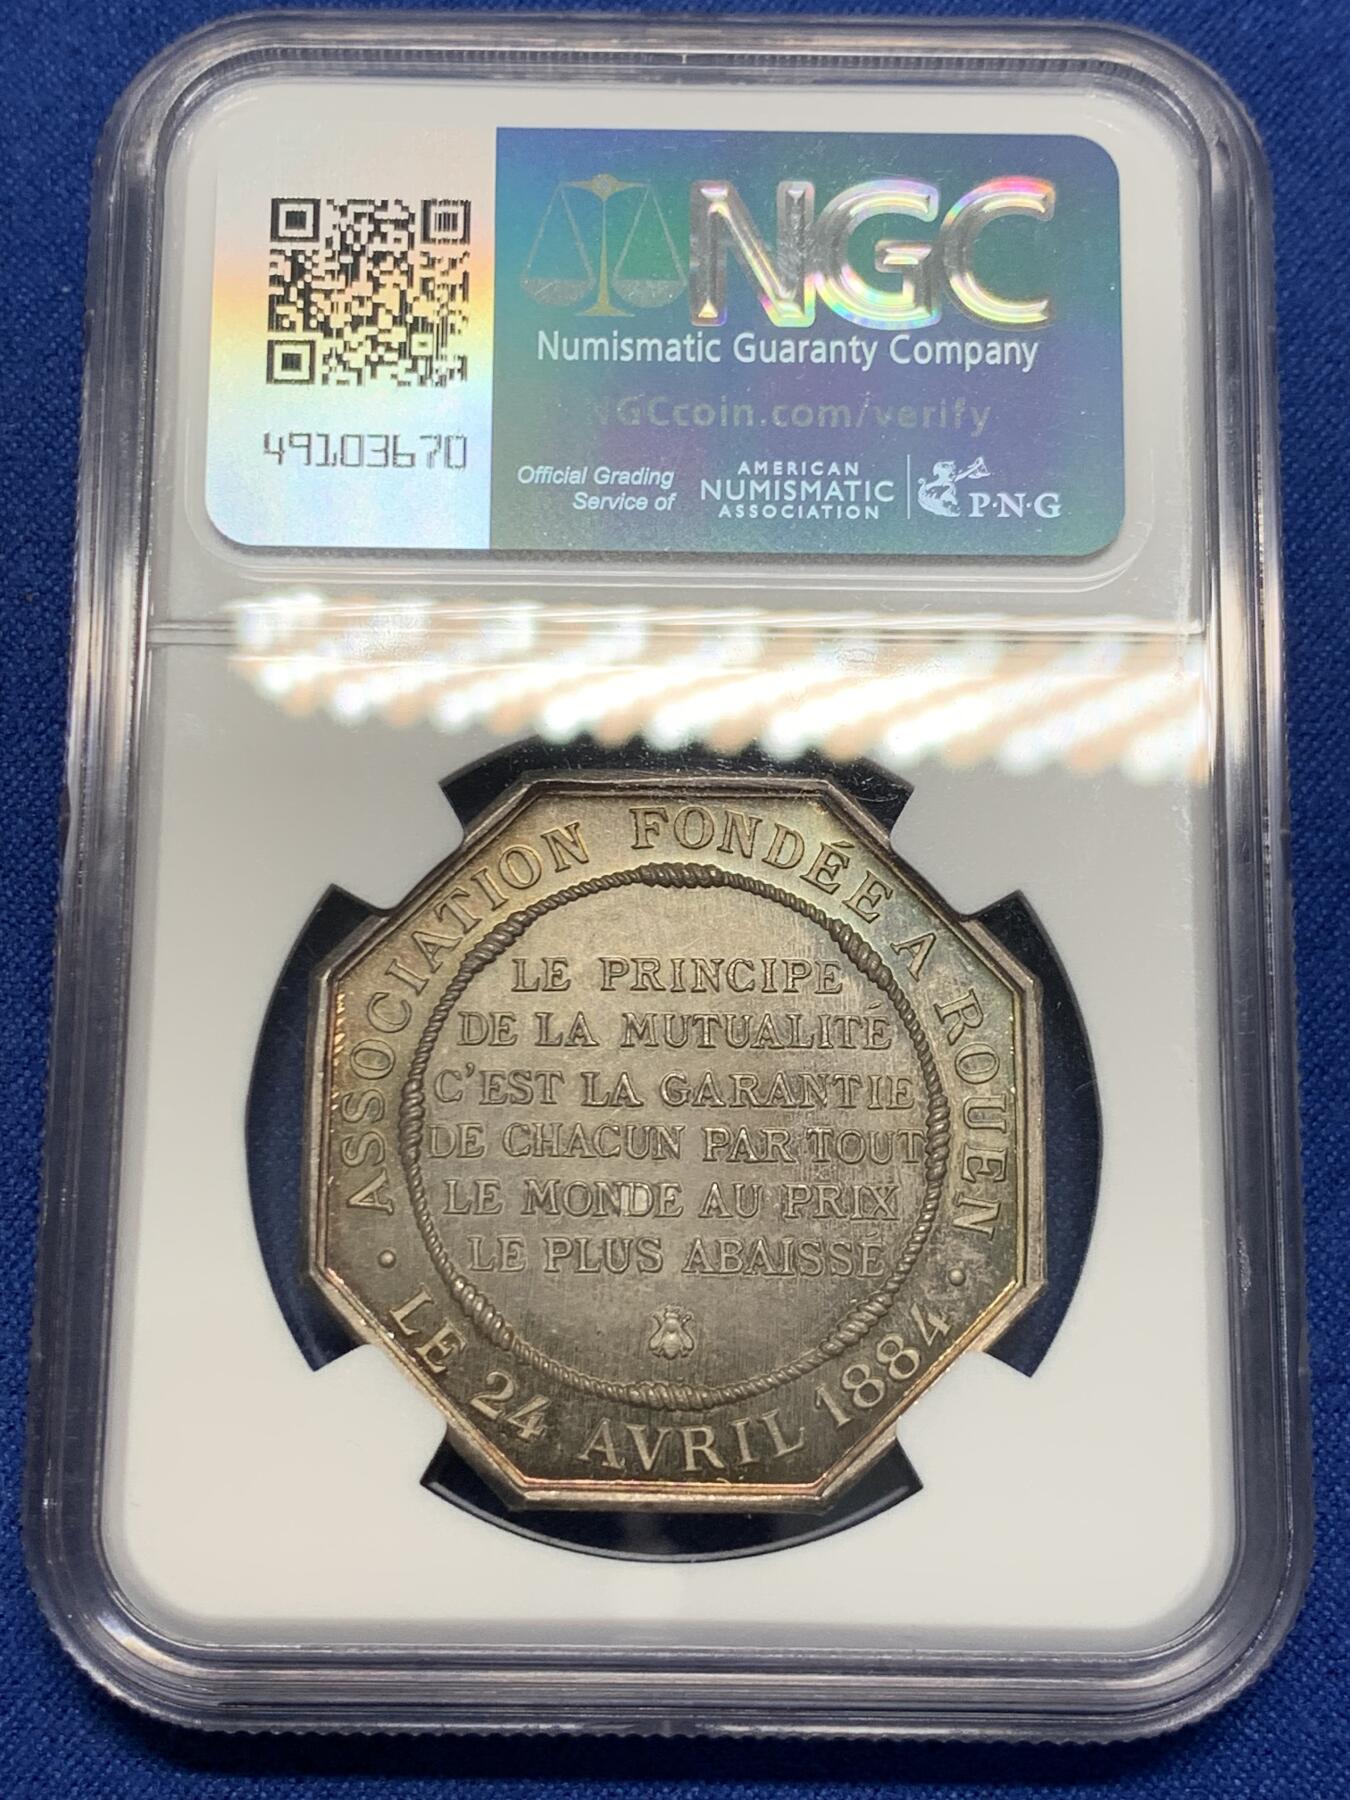 NGC
Numismatic Guaranty Company
NGCcoin.com/verify
49103670
Official Grading
Service of
AMERICAN
NUMISMATIC
ASSOCIATION
P·N·G
ASSOCIATION FONDÉE A ROUEN
LE PRINCIPE
DE LA MUTUALITÉ
C'EST LA GARANTIE
DE CHACUN PAR TOUT
LE MONDE AU PRIX
LE PLUS ABAISSÉ
· LE 24 AVRIL 1884 ·